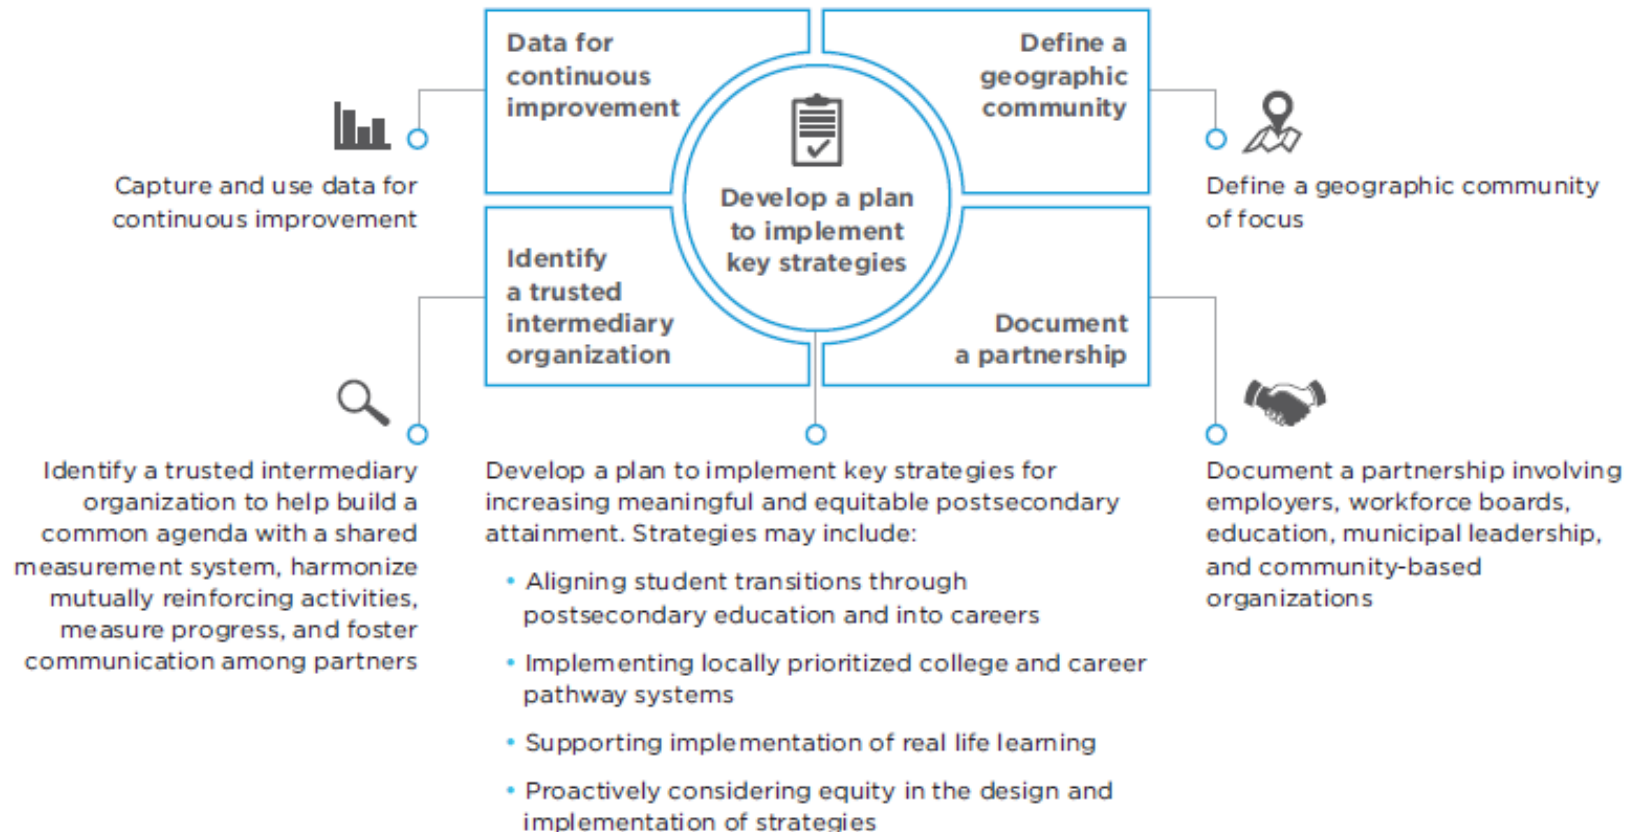 Data for
continuous
improvement
Define a
geographic
community
Develop a plan
to implement
key strategies
Identify
a trusted
intermediary
organization
Document
a partnership
Capture and use data for
continuous improvement
Define a geographic community
of focus
Identify a trusted intermediary
organization to help build a
common agenda with a shared
measurement system, harmonize
mutually reinforcing activities,
measure progress, and foster
communication among partners
Develop a plan to implement key strategies for
increasing meaningful and equitable postsecondary
attainment. Strategies may include:
• Aligning student transitions through
postsecondary education and into careers
• Implementing locally prioritized college and career
pathway systems
• Supporting implementation of real life learning
• Proactively considering equity in the design and
implementation of strategies
Document a partnership involving
employers, workforce boards,
education, municipal leadership,
and community-based
organizations